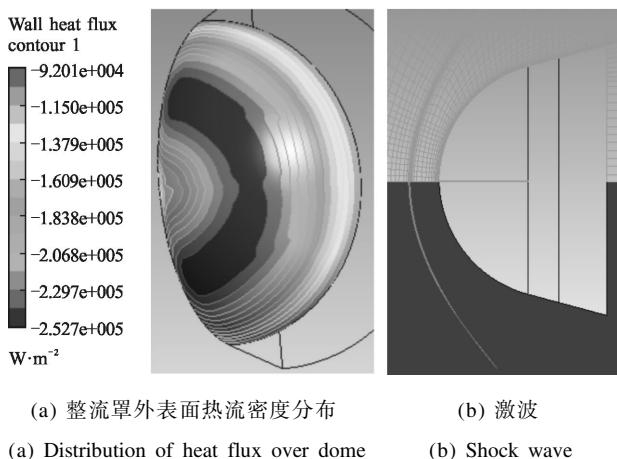 Wall heat flux
contour 1
−9.201e+004
−1.150e+005
−1.379e+005
−1.609e+005
−1.838e+005
−2.068e+005
−2.297e+005
−2.527e+005
W·m⁻²
(a) 整流罩外表面热流密度分布
(b) 激波
(a) Distribution of heat flux over dome
(b) Shock wave